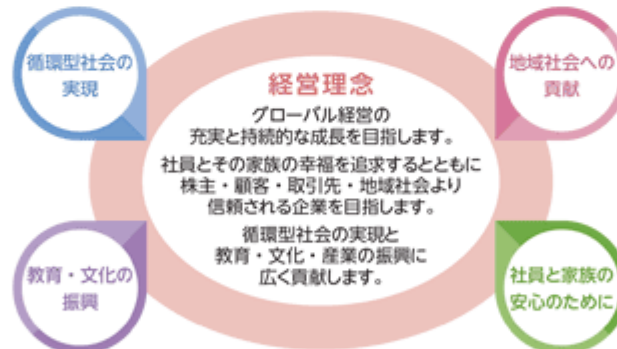 循環型社会の
実現
地域社会への
貢献
経営理念
グローバル経営の
充実と持続的な成長を目指します。
社員とその家族の幸福を追求するとともに
株主・顧客・取引先・地域社会より
信頼される企業を目指します。
循環型社会の実現と
教育・文化・産業の振興に
広く貢献します。
教育・文化の
振興
社員と家族の
安心のために